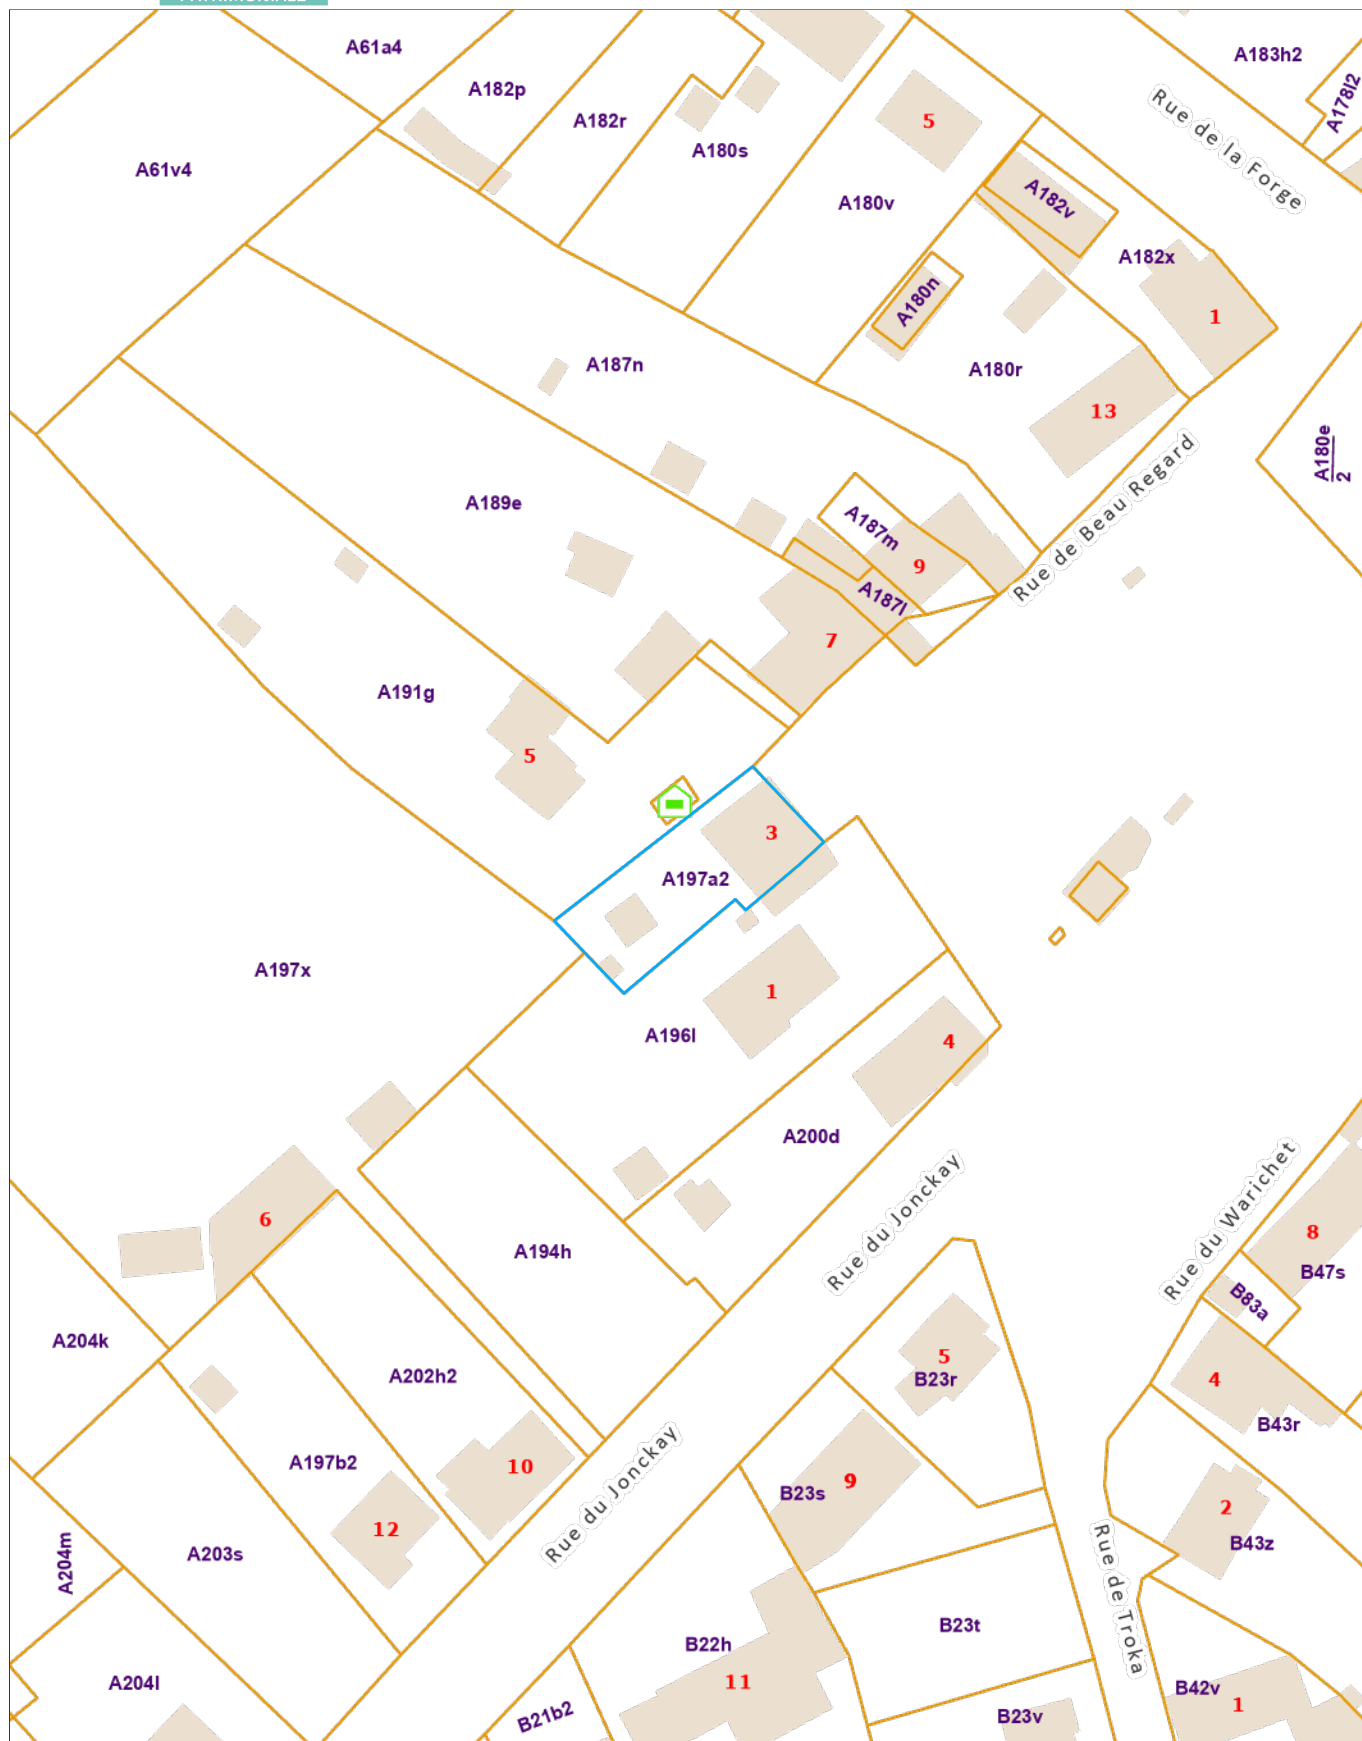 A61a4
A183h2
A182p
A178l2
A182r
Rue de la Forge
5
A180s
A61v4
A182v
A180v
A182x
A180n
1
A187n
A180r
13
A180e
2
Rue de Beau Regard
A189e
A187m
9
A187l
7
A191g
5
3
A197a2
A197x
1
A196l
4
A200d
Rue du Jonckay
Rue du Warichet
6
8
A194h
B47s
B83a
A204k
5
A202h2
B23r
4
B43r
Rue du Jonckay
A197b2
10
9
B23s
2
12
B43z
A203s
A204m
Rue de Troka
B23t
B22h
11
A204l
B42v
1
B21b2
B23v